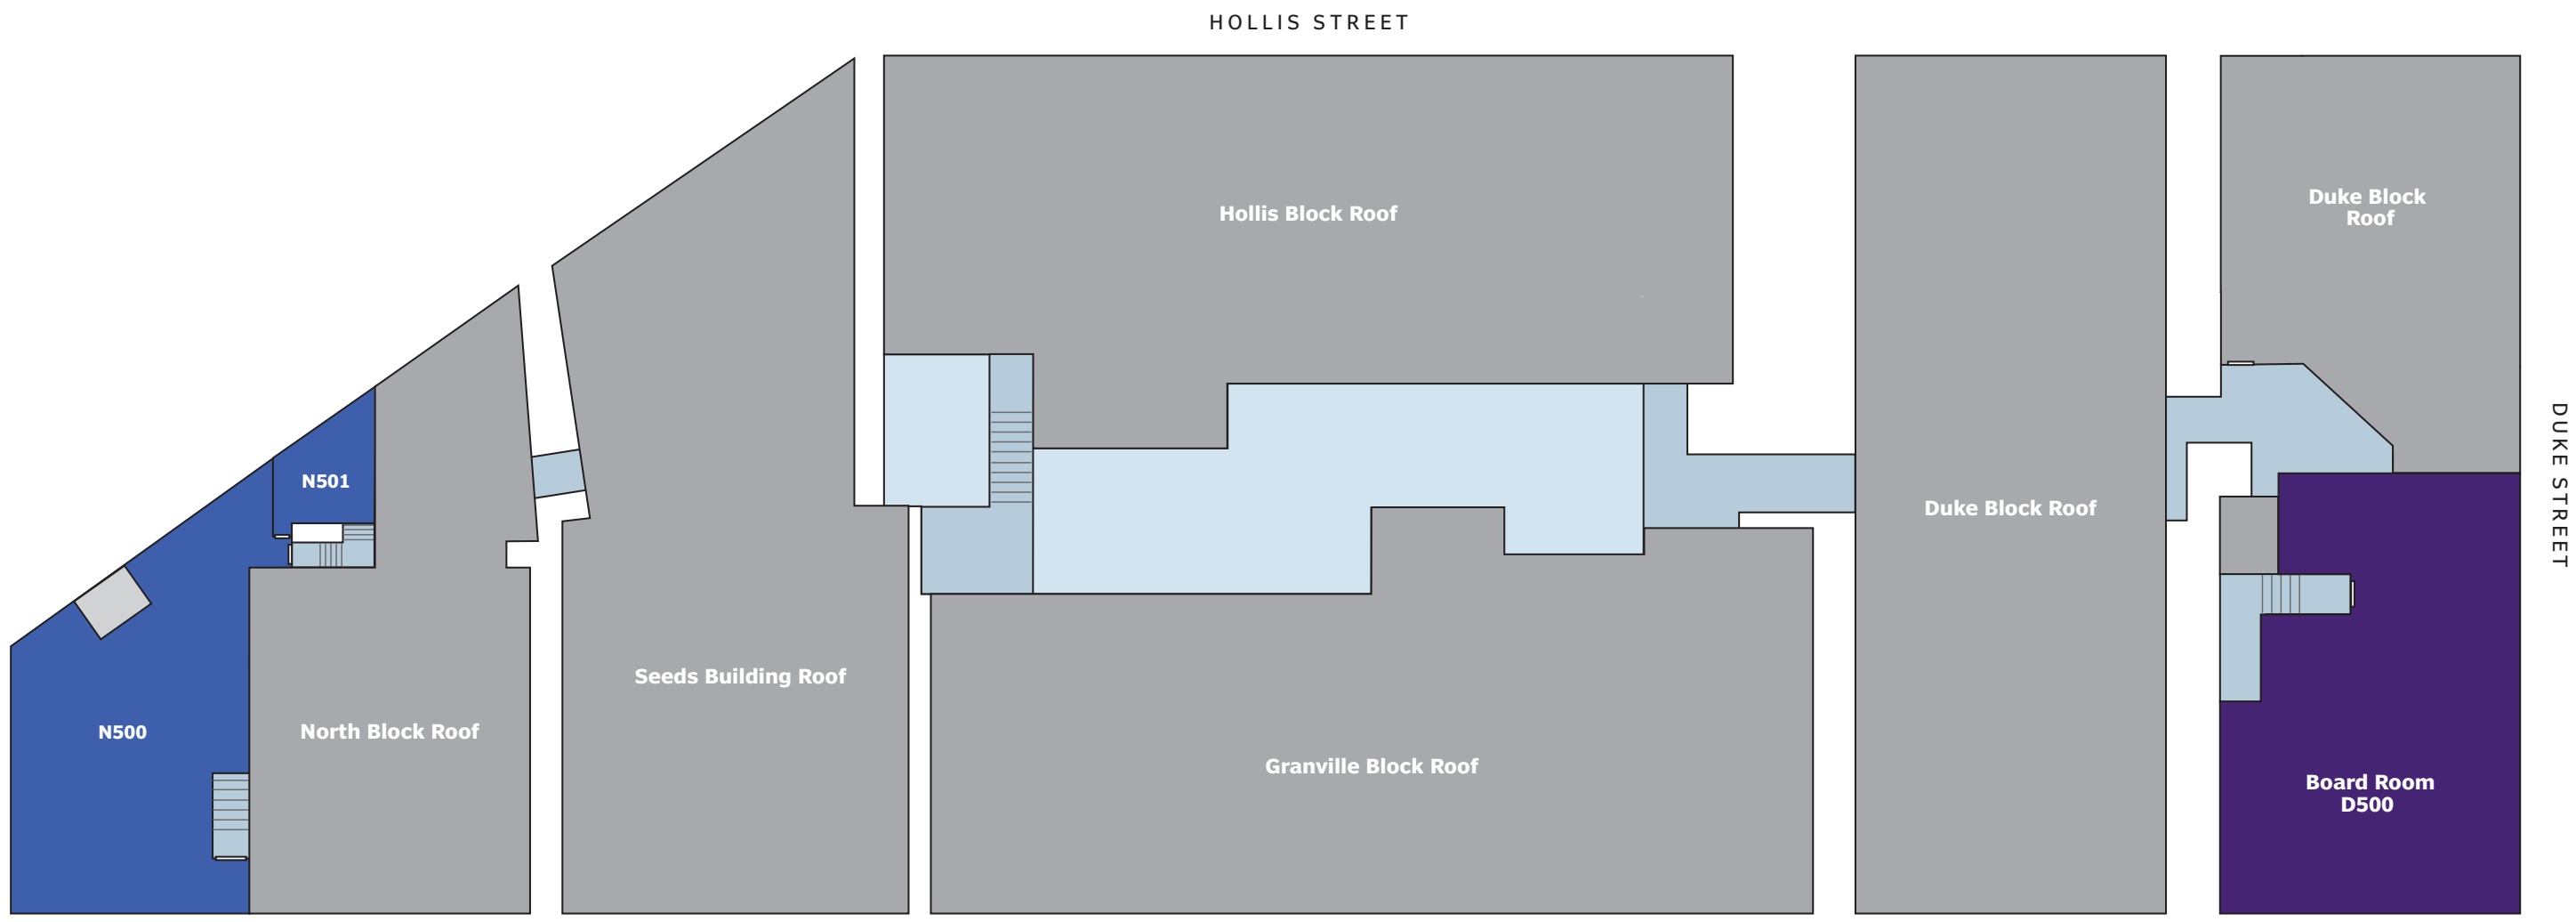 HOLLIS STREET
Hollis Block Roof
Duke Block
Roof
DUKE STREET
N501
Duke Block Roof
Seeds Building Roof
N500
North Block Roof
Granville Block Roof
Board Room
D500